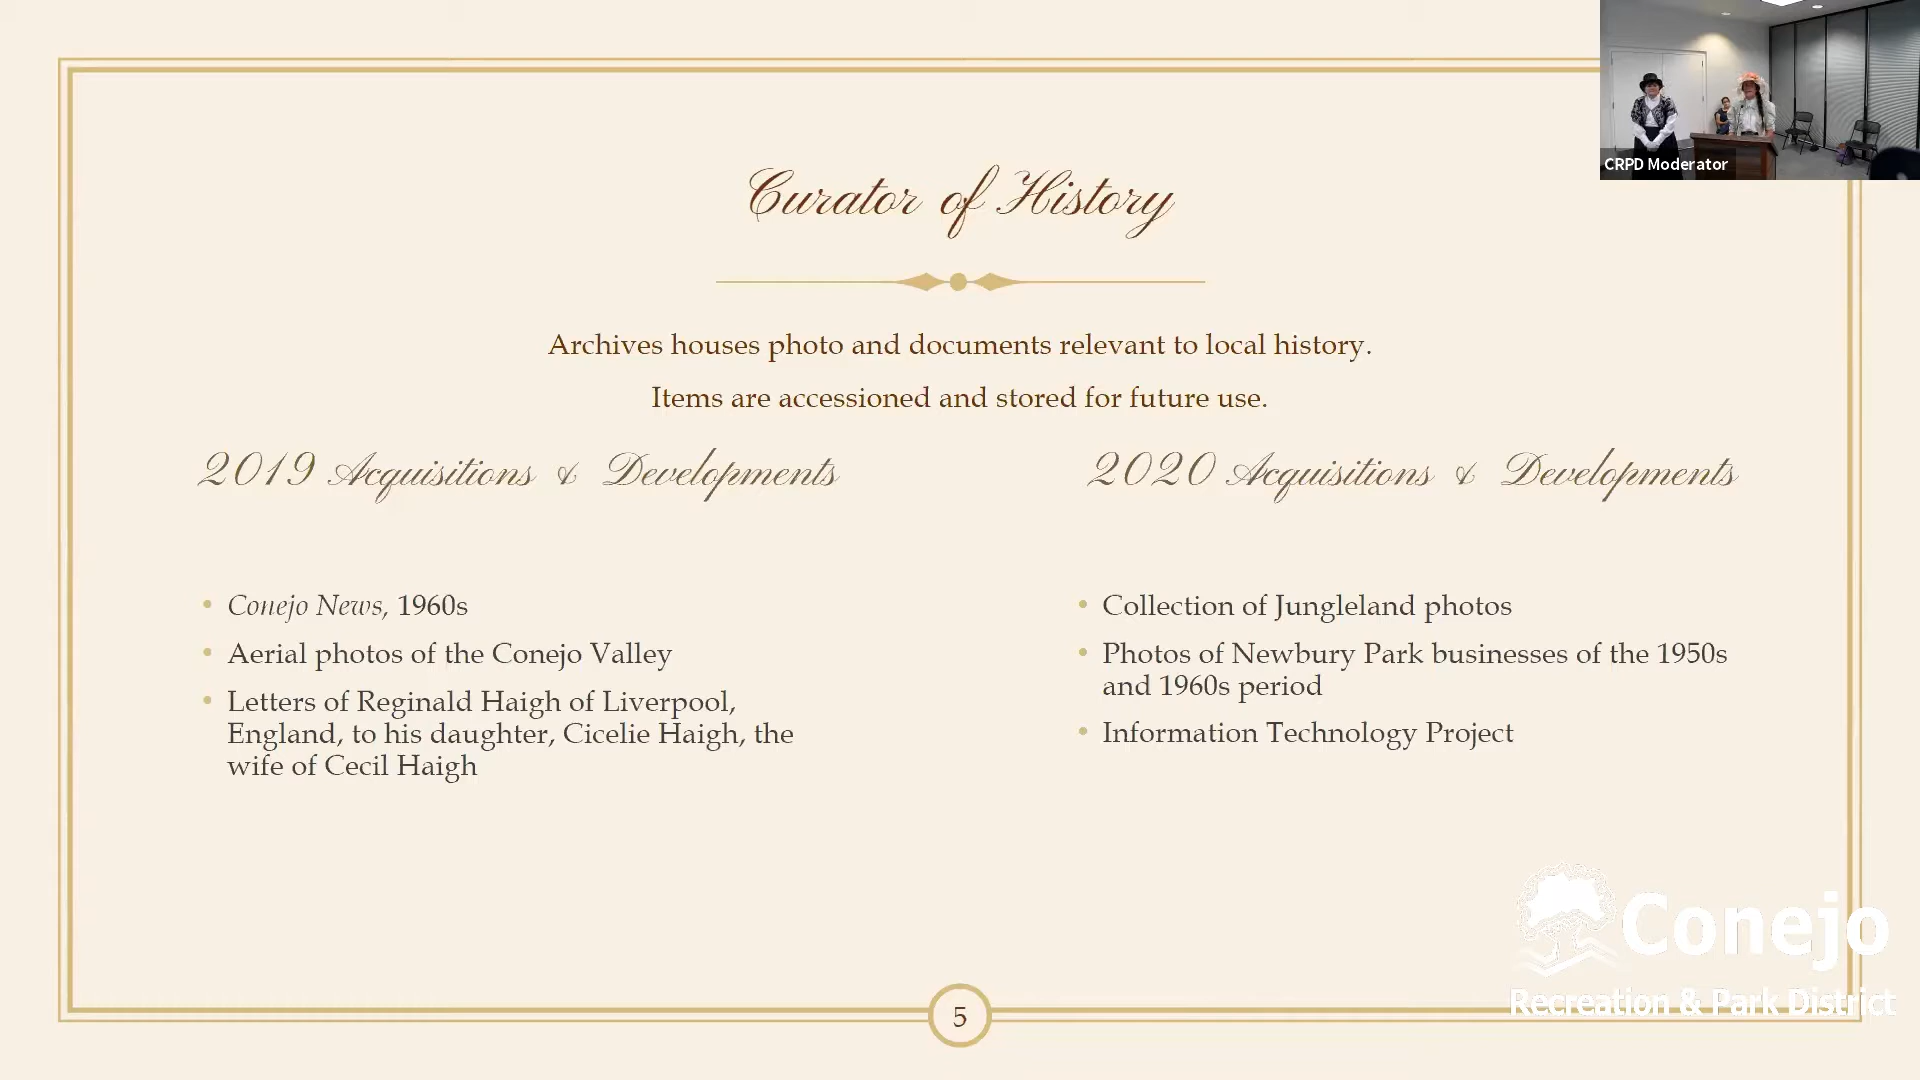 CRPD Moderator
Curator of History
Archives houses photo and documents relevant to local history.
Items are accessioned and stored for future use.
2019 Acquisitions & Developments
• Conejo News, 1960s
• Aerial photos of the Conejo Valley
• Letters of Reginald Haigh of Liverpool,
England, to his daughter, Cicelie Haigh, the
wife of Cecil Haigh
2020 Acquisitions & Developments
• Collection of Jungleland photos
• Photos of Newbury Park businesses of the 1950s
and 1960s period
• Information Technology Project
Conejo
Recreation & Park District
5